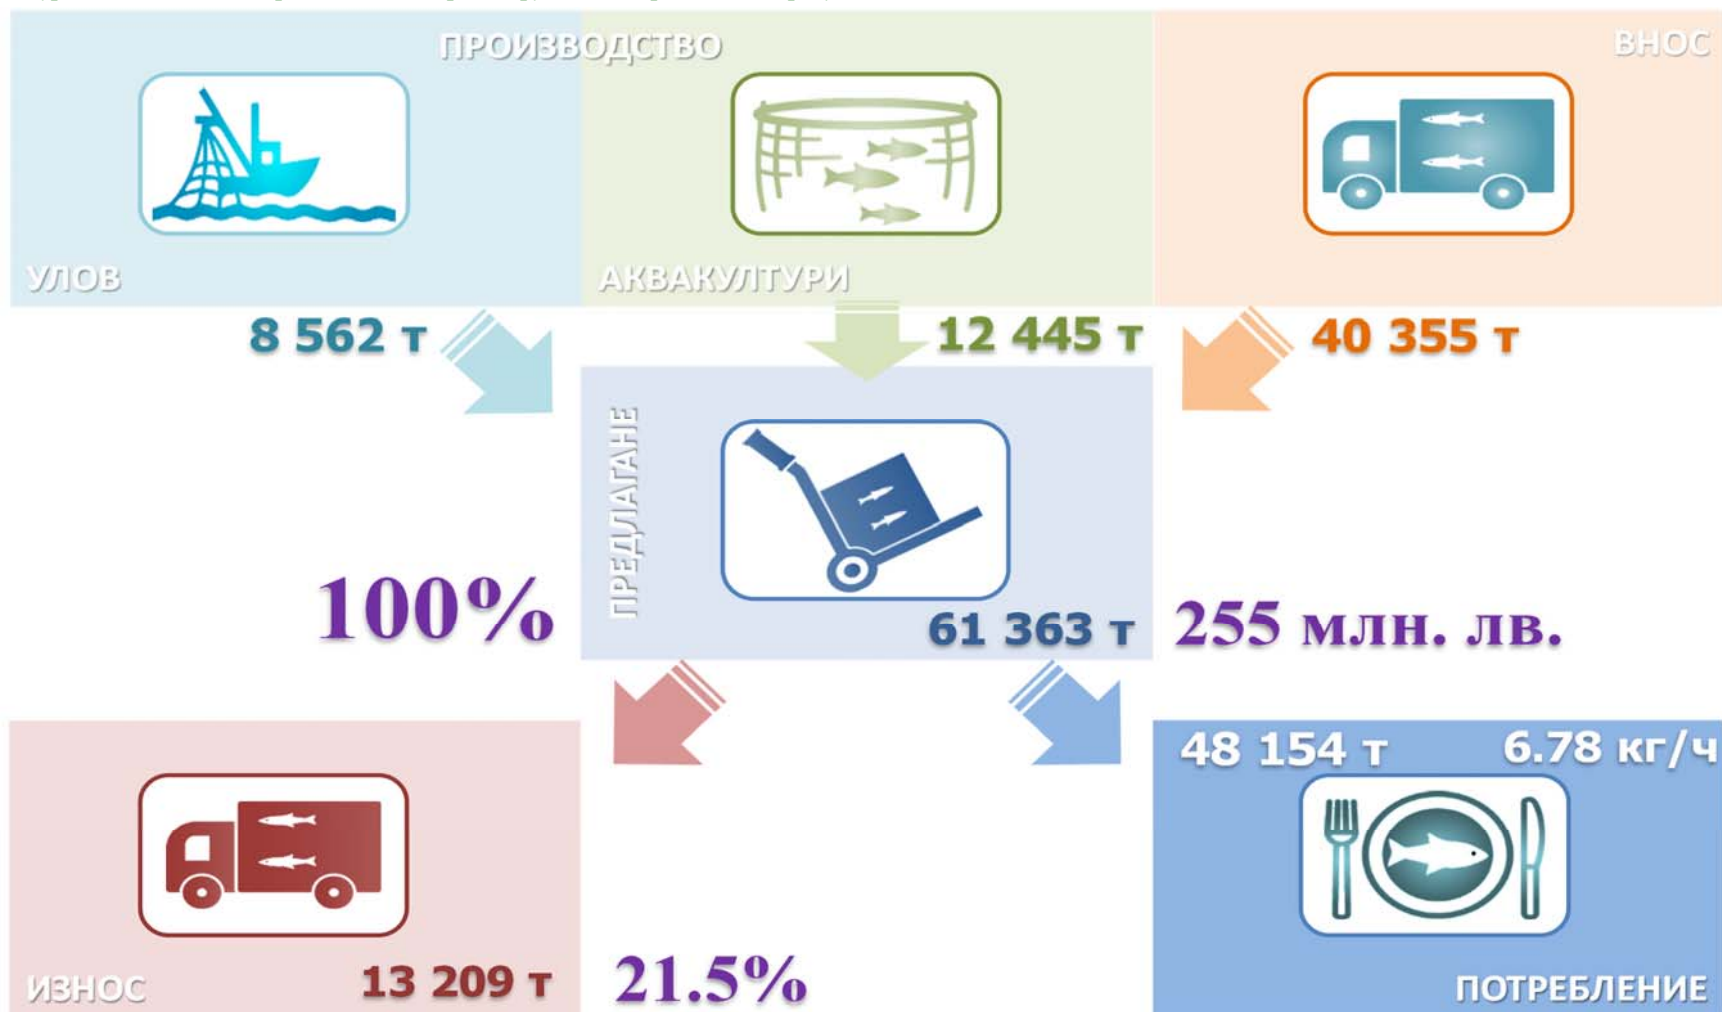 ПРОИЗВОДСТВО
ВНОС
УЛОВ
АКВАКУЛТУРИ
8 562 т
12 445 т
40 355 т
ПРЕДЛАГАНЕ
100%
61 363 т
255 млн. лв.
48 154 т
6.78 кг/ч
ИЗНОС
13 209 т
21.5%
ПОТРЕБЛЕНИЕ